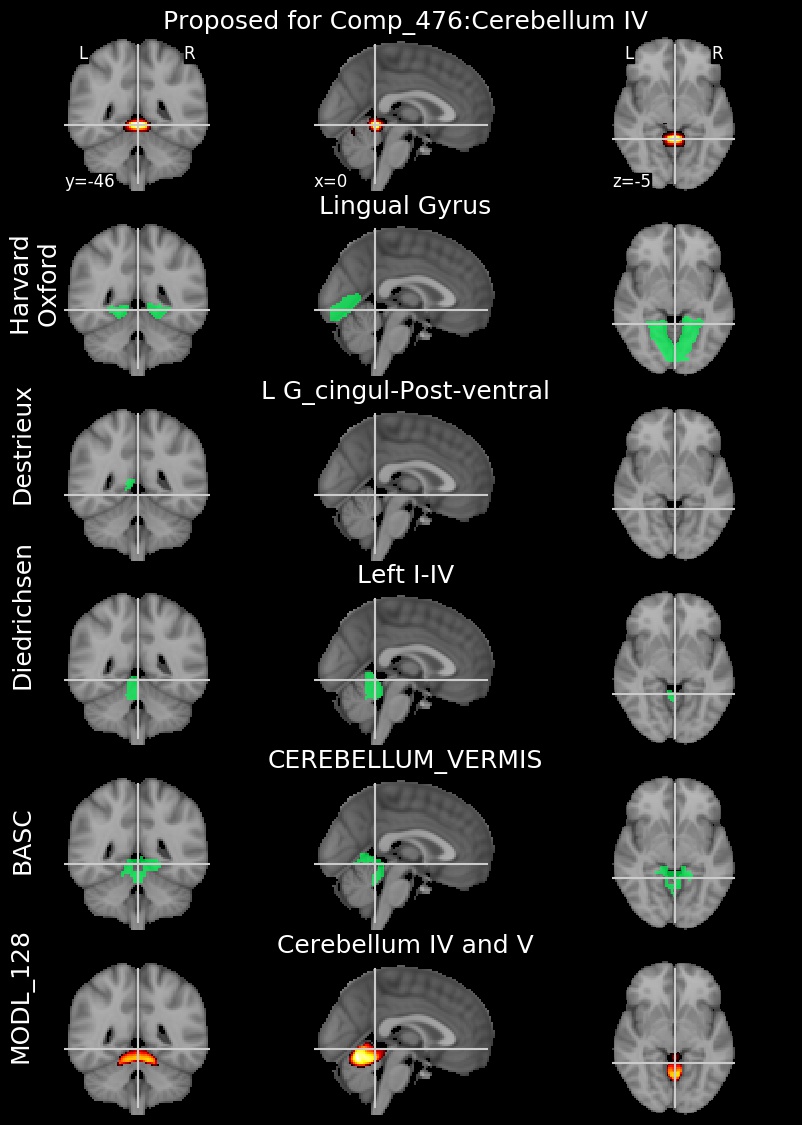 Proposed for Comp_476:Cerebellum IV
L R
L R
y=-46
x=0
z=-5
Lingual Gyrus
Harvard
Oxford
L G_cingul-Post-ventral
Destrieux
Left I-IV
Diedrichsen
CEREBELLUM_VERMIS
BASC
Cerebellum IV and V
MODL_128